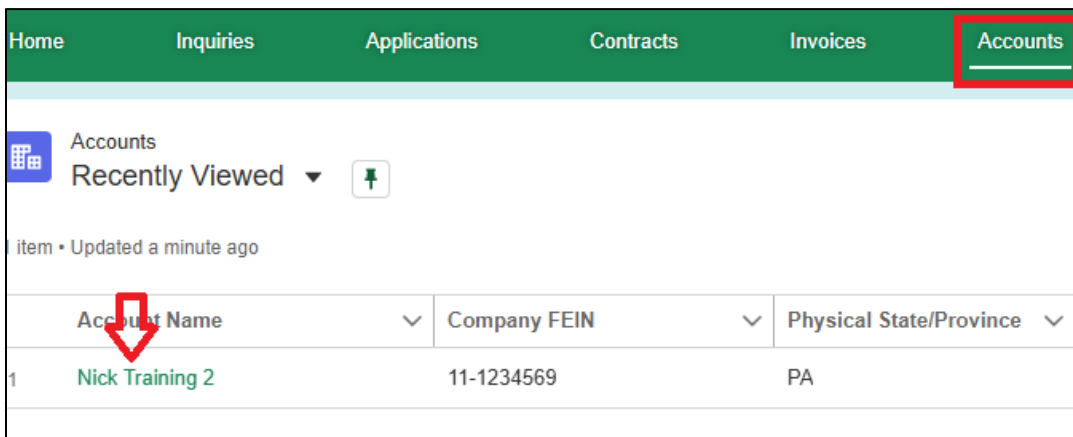 Home Inquiries Applications Contracts Invoices Accounts
Accounts
Recently Viewed
item • Updated a minute ago
Account Name Company FEIN Physical State/Province
1 Nick Training 2 11-1234569 PA